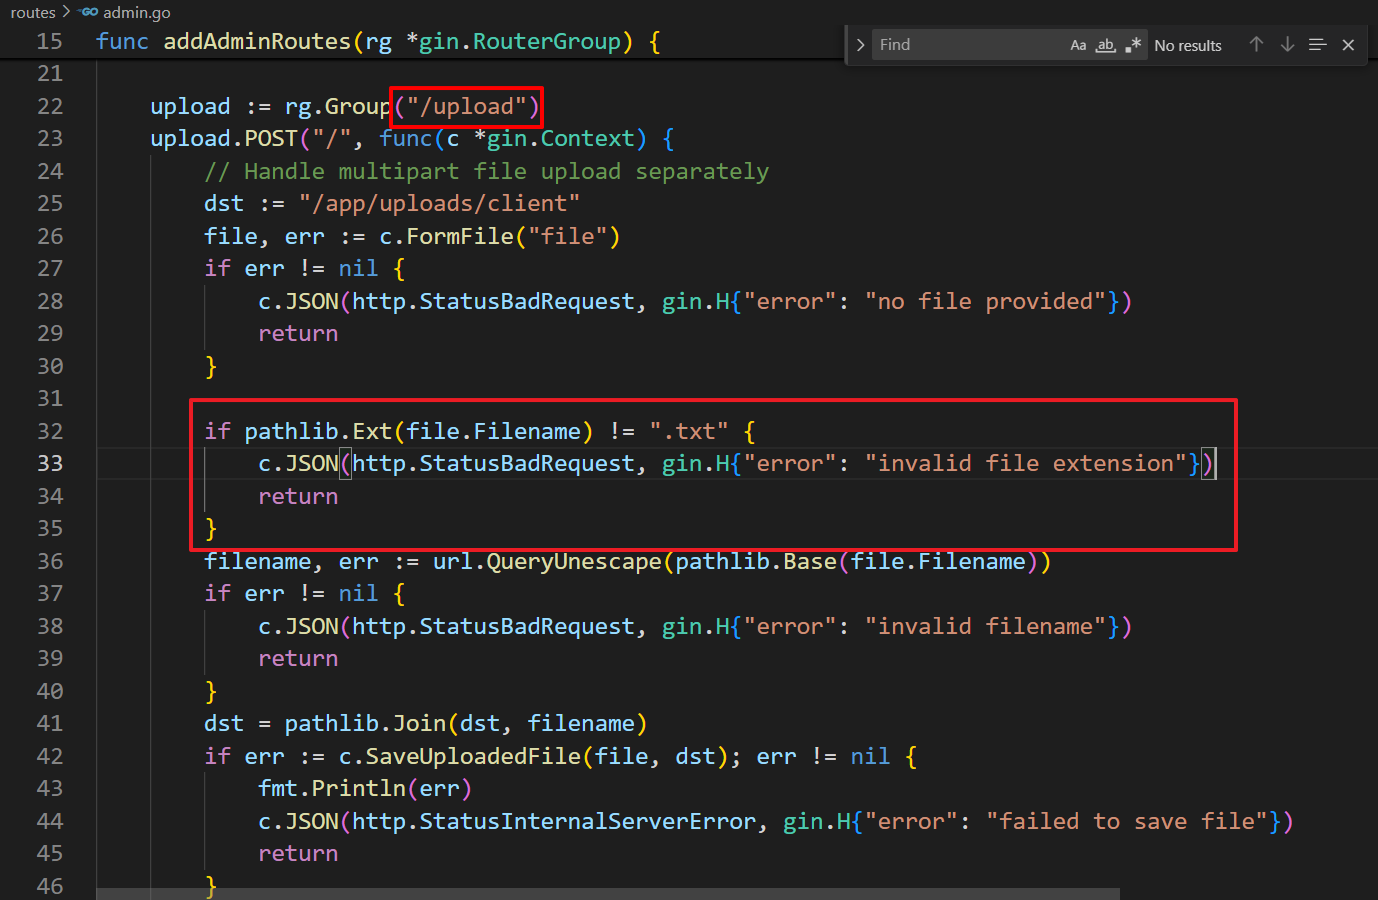 routes > admin.go
15 func addAdminRoutes(rg *gin.RouterGroup) {
Find Aa ab .* No results
21
22 upload := rg.Group("/upload")
23 upload.POST("/", func(c *gin.Context) {
24 // Handle multipart file upload separately
25 dst := "/app/uploads/client"
26 file, err := c.FormFile("file")
27 if err != nil {
28 c.JSON(http.StatusBadRequest, gin.H{"error": "no file provided"})
29 return
30 }
31
32 if pathlib.Ext(file.Filename) != ".txt" {
33 c.JSON(http.StatusBadRequest, gin.H{"error": "invalid file extension"})
34 return
35 }
36 filename, err := url.QueryUnescape(pathlib.Base(file.Filename))
37 if err != nil {
38 c.JSON(http.StatusBadRequest, gin.H{"error": "invalid filename"})
39 return
40 }
41 dst = pathlib.Join(dst, filename)
42 if err := c.SaveUploadedFile(file, dst); err != nil {
43 fmt.Println(err)
44 c.JSON(http.StatusInternalServerError, gin.H{"error": "failed to save file"})
45 return
46 }